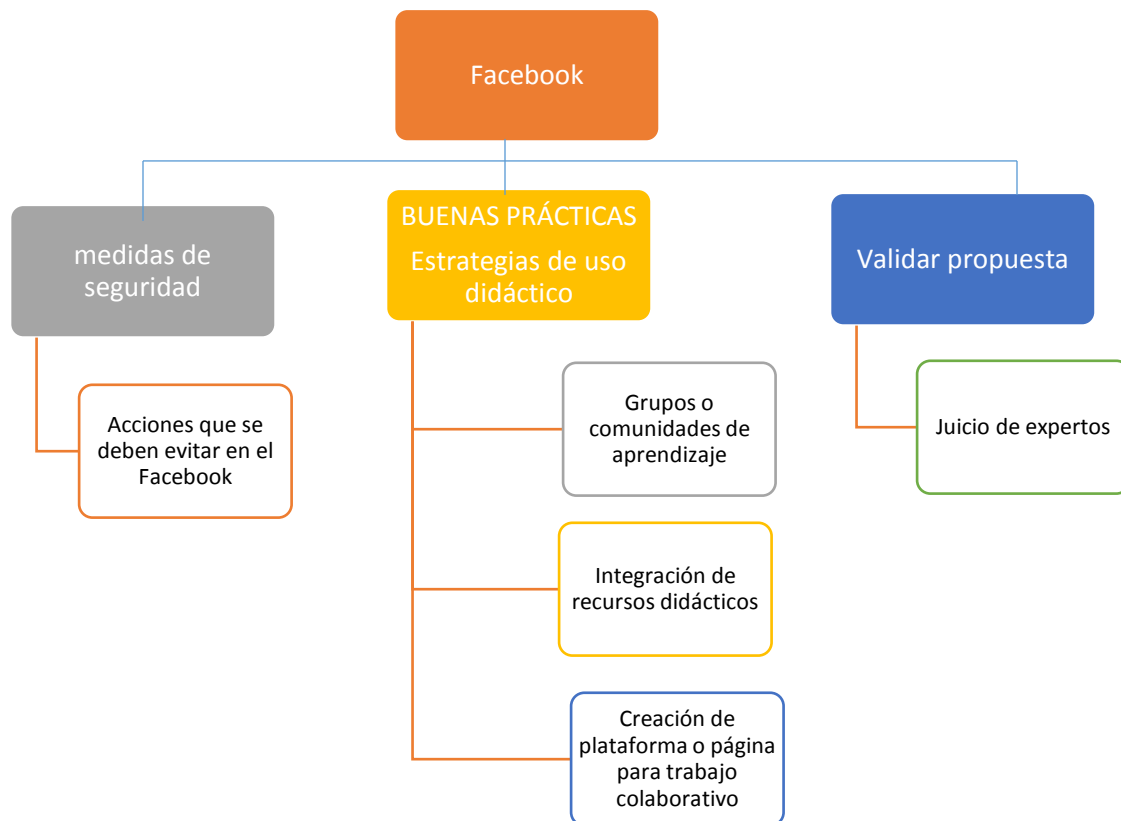 Facebook
medidas de
seguridad
BUENAS PRÁCTICAS
Estrategias de uso
didáctico
Validar propuesta
Acciones que se
deben evitar en el
Facebook
Grupos o
comunidades de
aprendizaje
Juicio de expertos
Integración de
recursos didácticos
Creación de
plataforma o página
para trabajo
colaborativo